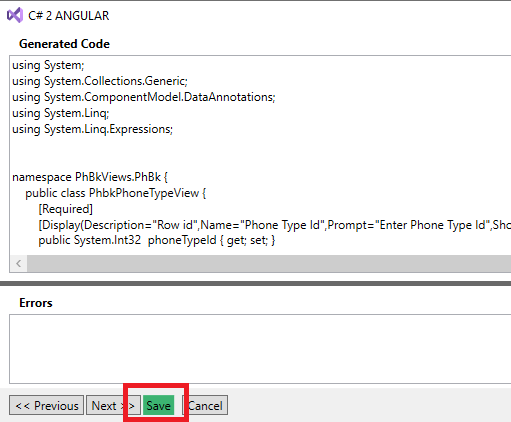 C# 2 ANGULAR
Generated Code
using System;
using System.Collections.Generic;
using System.ComponentModel.DataAnnotations;
using System.Linq;
using System.Linq.Expressions;
namespace PhBkViews.PhBk {
public class PhbkPhoneTypeView {
[Required]
[Display(Description="Row id",Name="Phone Type Id",Prompt="Enter Phone Type Id",Sho
public System.Int32  phoneTypeId { get; set; }
Errors
<< Previous
Next >>
Save
Cancel